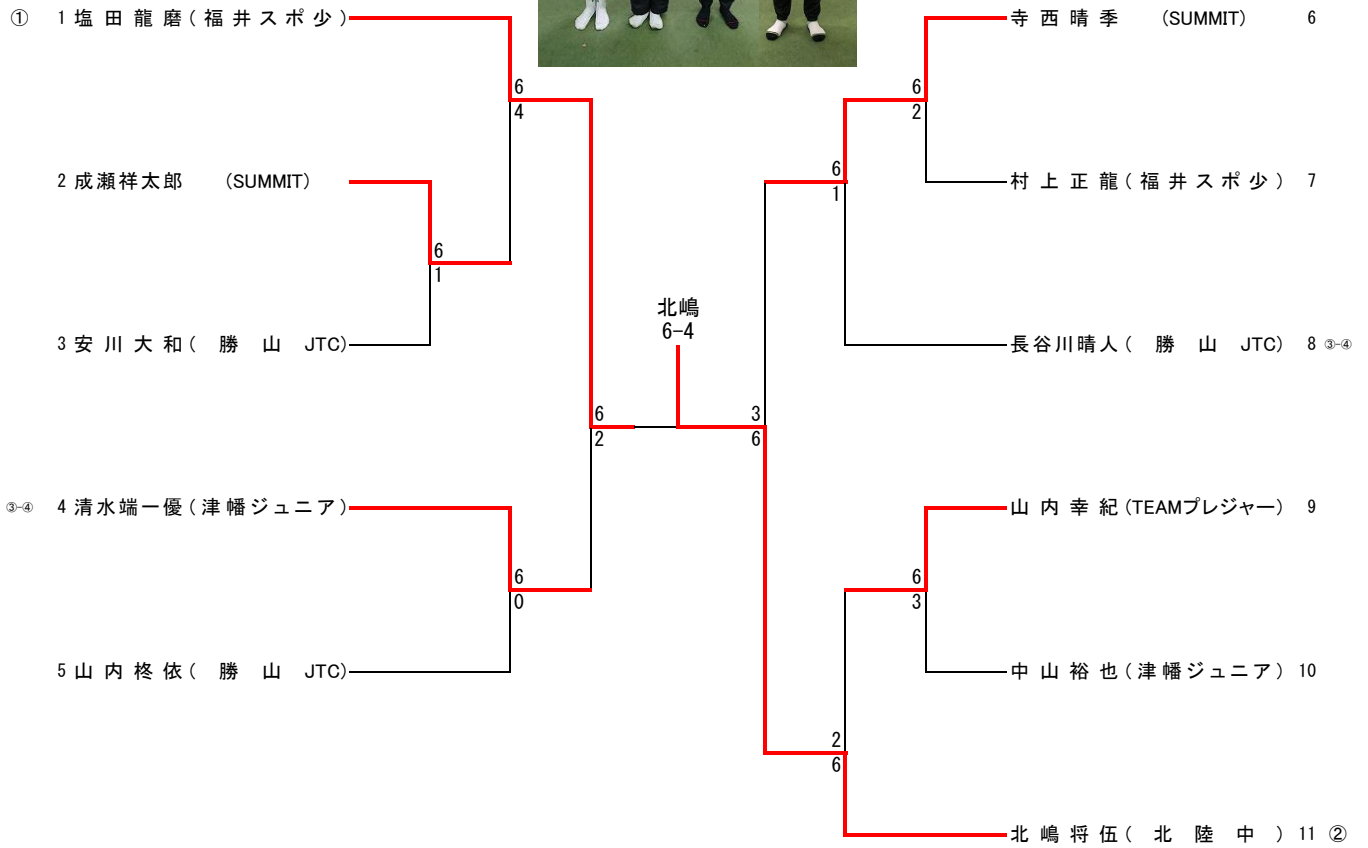 ① 1 塩田龍磨(福井スポ少)
6
4
2 成瀬祥太郎 (SUMMIT)
6
1
3 安川大和(勝山 JTC)
6
2
③-④ 4 清水端一優(津幡ジュニア)
6
0
5 山内柊依(勝山 JTC)
北嶋
6-4
寺西晴季 (SUMMIT) 6
6
2
村上正龍(福井スポ少) 7
6
1
長谷川晴人(勝山 JTC) 8 ③-④
3
6
山内幸紀(TEAMプレジャー) 9
6
3
中山裕也(津幡ジュニア) 10
2
6
北嶋将伍(北陸中) 11 ②